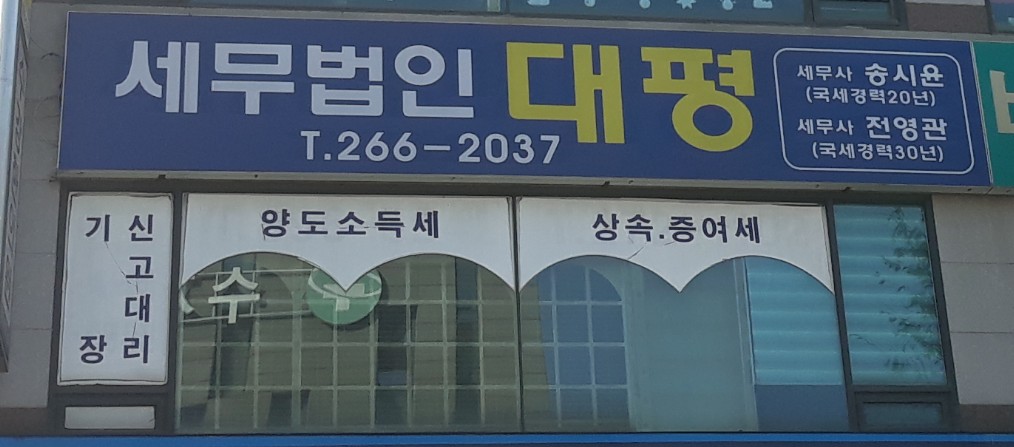 세무법인 대평
T.266-2037
세무사 송시윤
(국세경력20년)
세무사 전영관
(국세경력30년)
기장
신고대리
양도소득세
상속.증여세
수